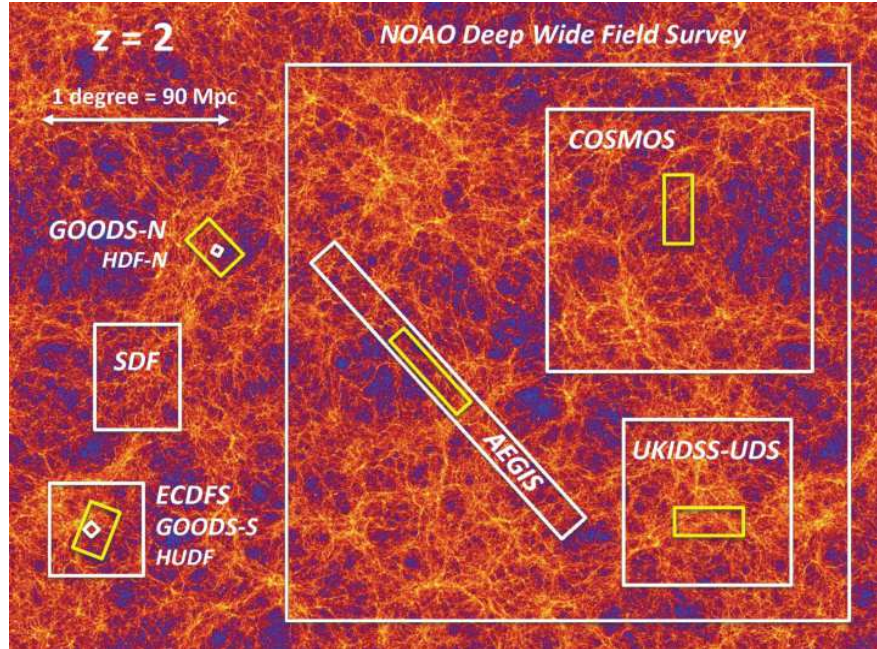 z = 2
NOAO Deep Wide Field Survey
1 degree = 90 Mpc
COSMOS
GOODS-N
HDF-N
SDF
AEGIS
UKIDSS-UDS
ECDFS
GOODS-S
HUDF